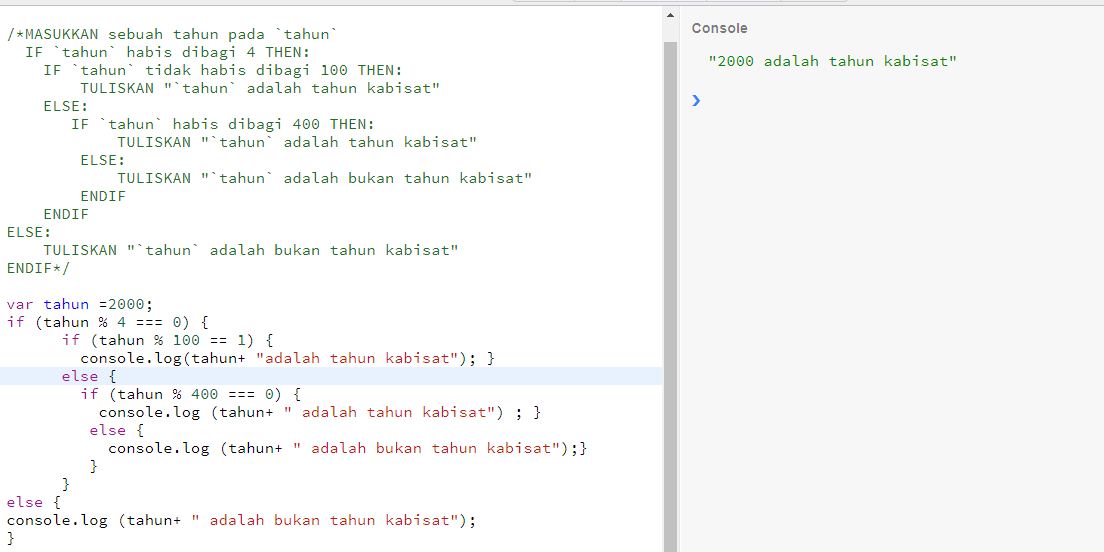 /*MASUKKAN sebuah tahun pada `tahun`
IF `tahun` habis dibagi 4 THEN:
IF `tahun` tidak habis dibagi 100 THEN:
TULISKAN "`tahun` adalah tahun kabisat"
ELSE:
IF `tahun` habis dibagi 400 THEN:
TULISKAN "`tahun` adalah tahun kabisat"
ELSE:
TULISKAN "`tahun` adalah bukan tahun kabisat"
ENDIF
ENDIF
ELSE:
TULISKAN "`tahun` adalah bukan tahun kabisat"
ENDIF*/
var tahun =2000;
if (tahun % 4 === 0) {
if (tahun % 100 == 1) {
console.log(tahun+ "adalah tahun kabisat"); }
else {
if (tahun % 400 === 0) {
console.log (tahun+ " adalah tahun kabisat") ; }
else {
console.log (tahun+ " adalah bukan tahun kabisat");}
}
}
else {
console.log (tahun+ " adalah bukan tahun kabisat");
}
Console
"2000 adalah tahun kabisat"
❯